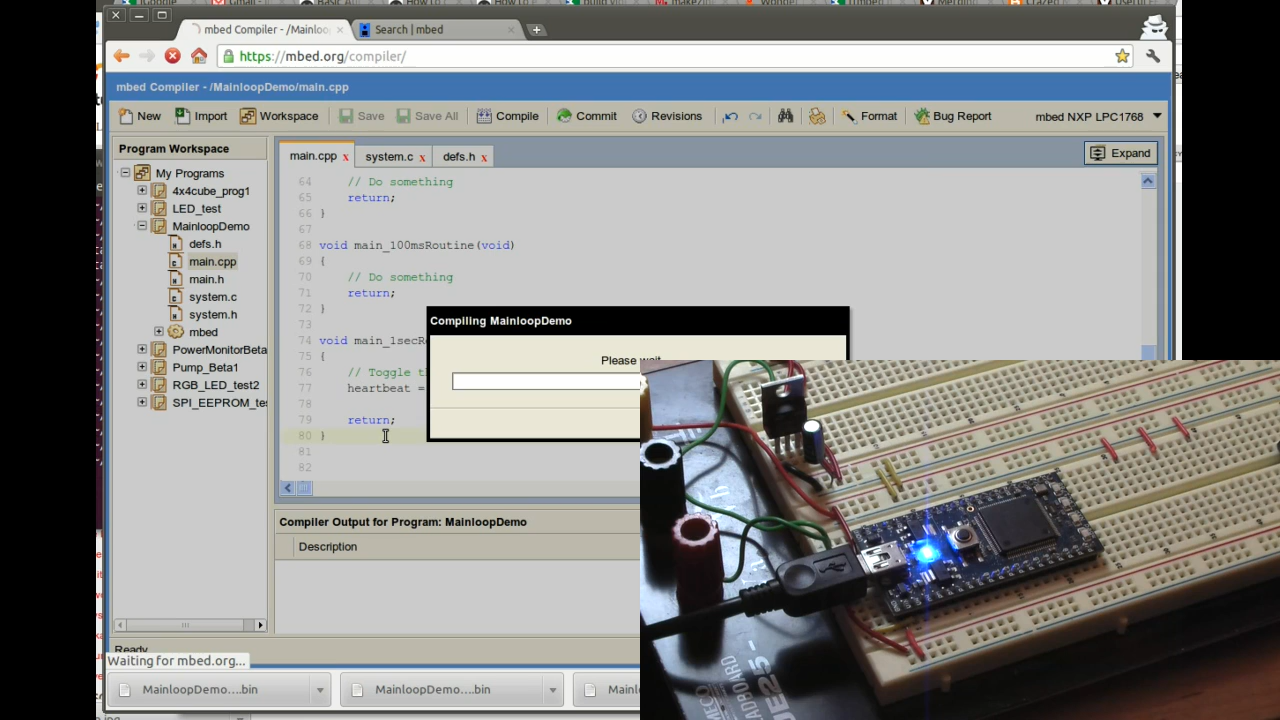 mbed Compiler - /Mainloo
Search | mbed
https://mbed.org/compiler/
mbed Compiler - /MainloopDemo/main.cpp
New Import Workspace Save Save All Compile Commit Revisions Format Bug Report mbed NXP LPC1768
Program Workspace
main.cpp x system.c x defs.h x
Expand
My Programs
4x4cube_prog1
LED_test
MainloopDemo
defs.h
main.cpp
main.h
system.c
system.h
mbed
PowerMonitorBeta
Pump_Beta1
RGB_LED_test2
SPI_EEPROM_tes
64 // Do something
65 return;
66 }
67
68 void main_100msRoutine(void)
69 {
70 // Do something
71 return;
72 }
73
74 void main_1secR
75 {
76 // Toggle t
77 heartbeat =
78
79 return;
80 }
81
82
Compiling MainloopDemo
Please wait
Compiler Output for Program: MainloopDemo
Description
Ready
Waiting for mbed.org...
MainloopDemo....bin
MainloopDemo....bin
Mainl